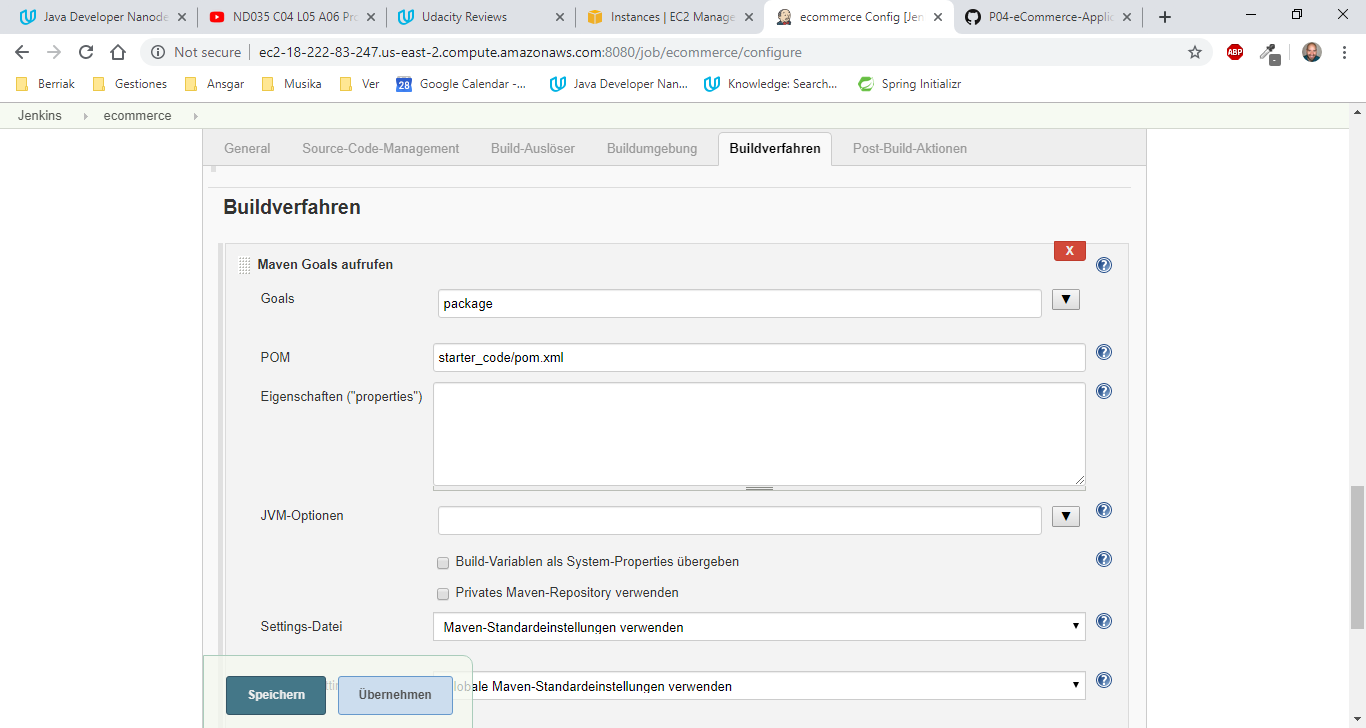 Java Developer Nanode
ND035 C04 L05 A06 Pr
Udacity Reviews
Instances | EC2 Manage
ecommerce Config [Jen
P04-eCommerce-Applic
Not secure
ec2-18-222-83-247.us-east-2.compute.amazonaws.com:8080/job/ecommerce/configure
ABP
Berriak
Gestiones
Ansgar
Musika
Ver
28
Google Calendar -...
Java Developer Nan...
Knowledge: Search...
Spring Initializr
Jenkins
ecommerce
General
Source-Code-Management
Build-Auslöser
Buildumgebung
Buildverfahren
Post-Build-Aktionen
Buildverfahren
X
Maven Goals aufrufen
Goals
package
POM
starter_code/pom.xml
Eigenschaften ("properties")
JVM-Optionen
Build-Variablen als System-Properties übergeben
Privates Maven-Repository verwenden
Settings-Datei
Maven-Standardeinstellungen verwenden
lobale Maven-Standardeinstellungen verwenden
Speichern
Übernehmen